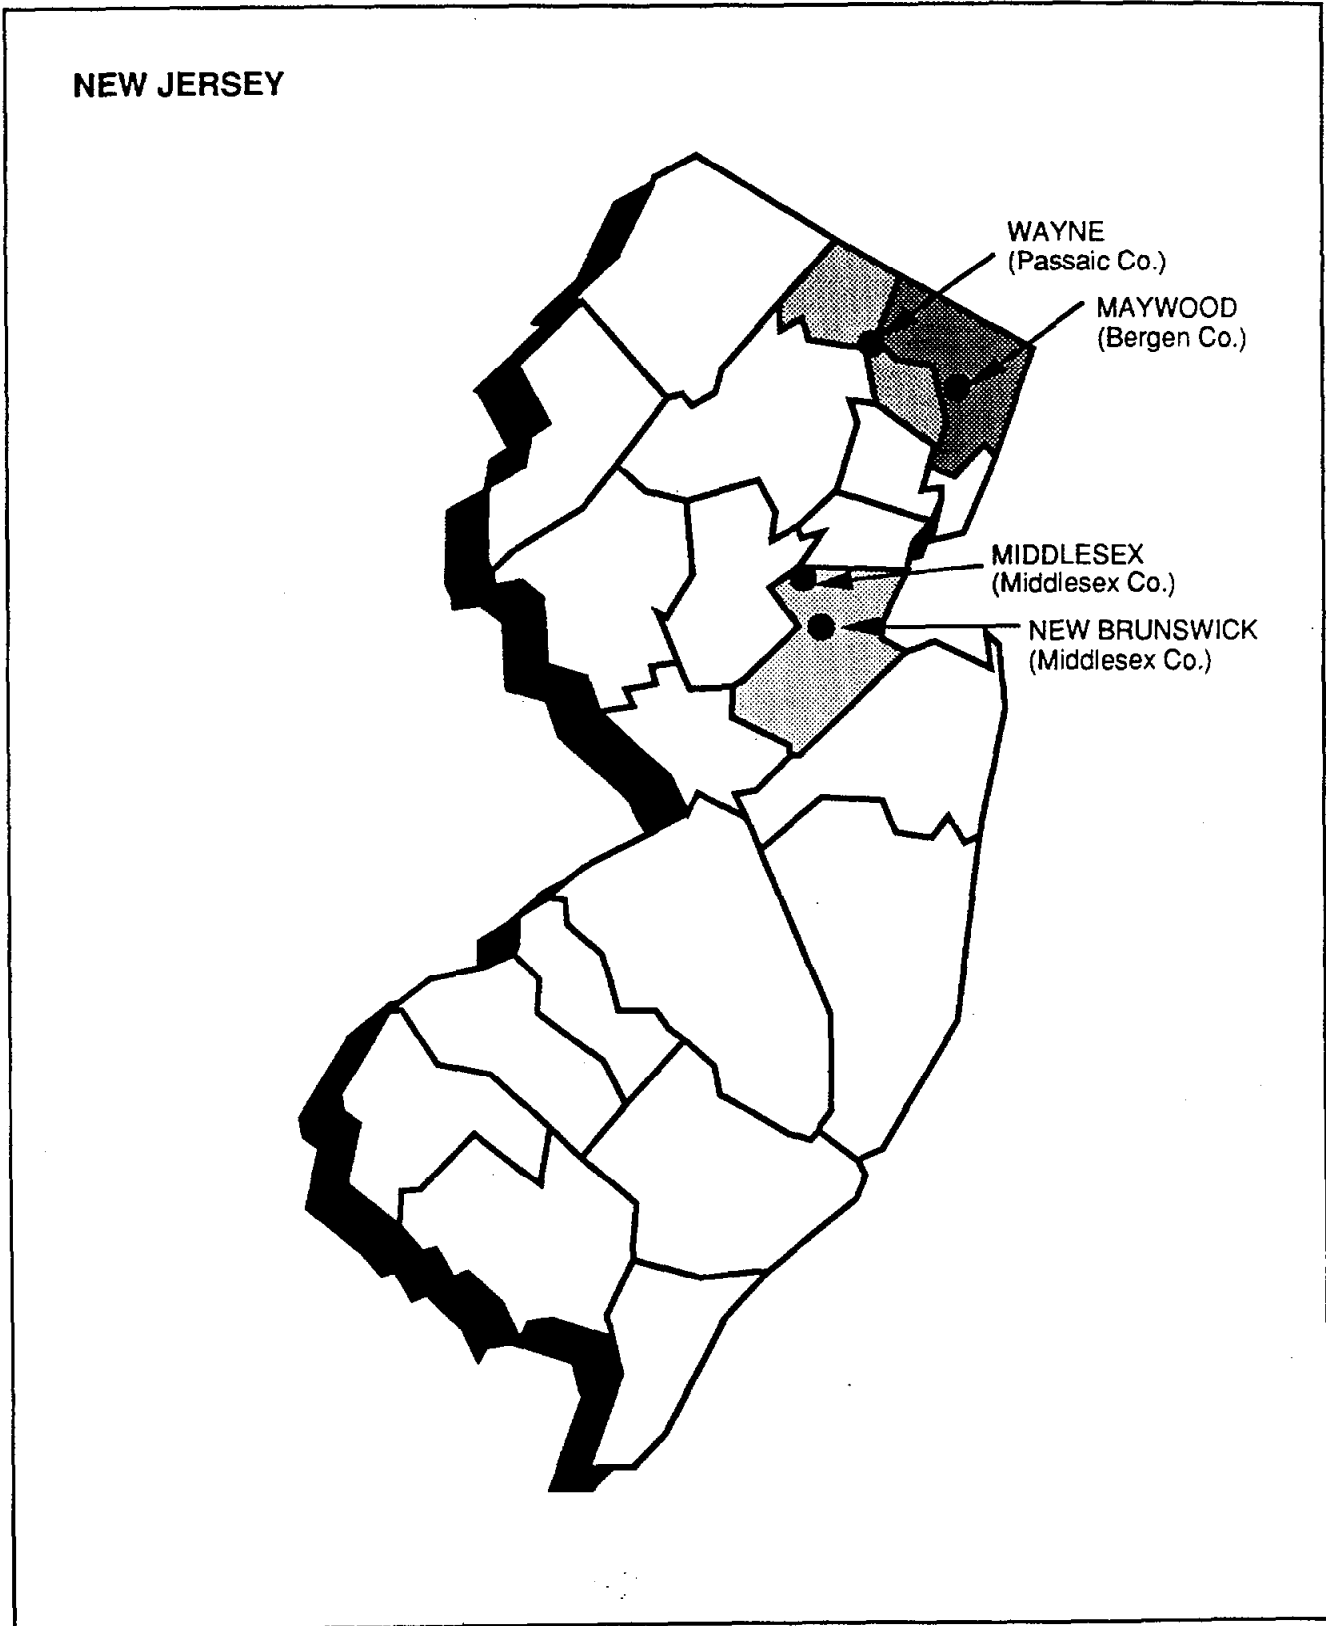 NEW JERSEY
WAYNE
(Passaic Co.)
MAYWOOD
(Bergen Co.)
MIDDLESEX
(Middlesex Co.)
NEW BRUNSWICK
(Middlesex Co.)